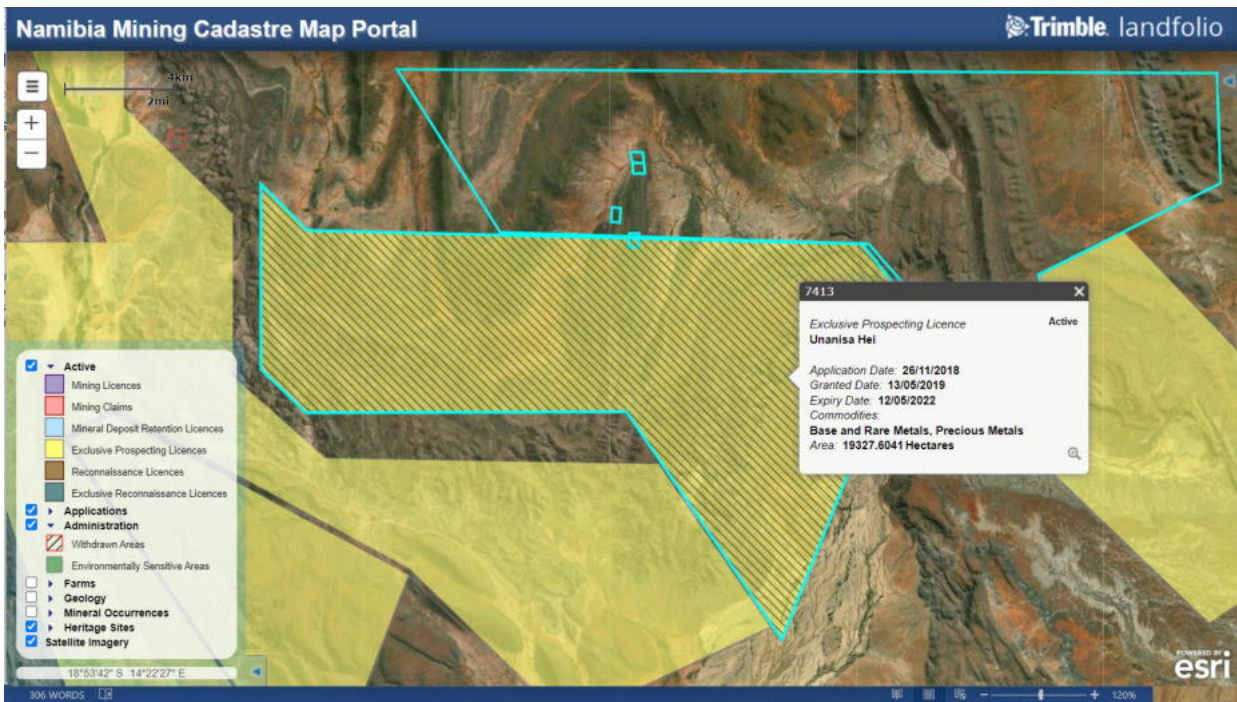 Namibia Mining Cadastre Map Portal
Trimble. landfolio
4km
2mi
7413
Exclusive Prospecting Licence
Active
Unanisa Hei
Application Date: 26/11/2018
Granted Date: 13/05/2019
Expiry Date: 12/05/2022
Commodities:
Base and Rare Metals, Precious Metals
Area: 19327.6041 Hectares
Active
Mining Licences
Mining Claims
Mineral Deposit Retention Licences
Exclusive Prospecting Licences
Reconnaissance Licences
Exclusive Reconnaissance Licences
Applications
Administration
Withdrawn Areas
Environmentally Sensitive Areas
Farms
Geology
Mineral Occurrences
Heritage Sites
Satellite Imagery
18°53'42" S 14°22'27" E
POWERED BY
esri
306 WORDS
120%